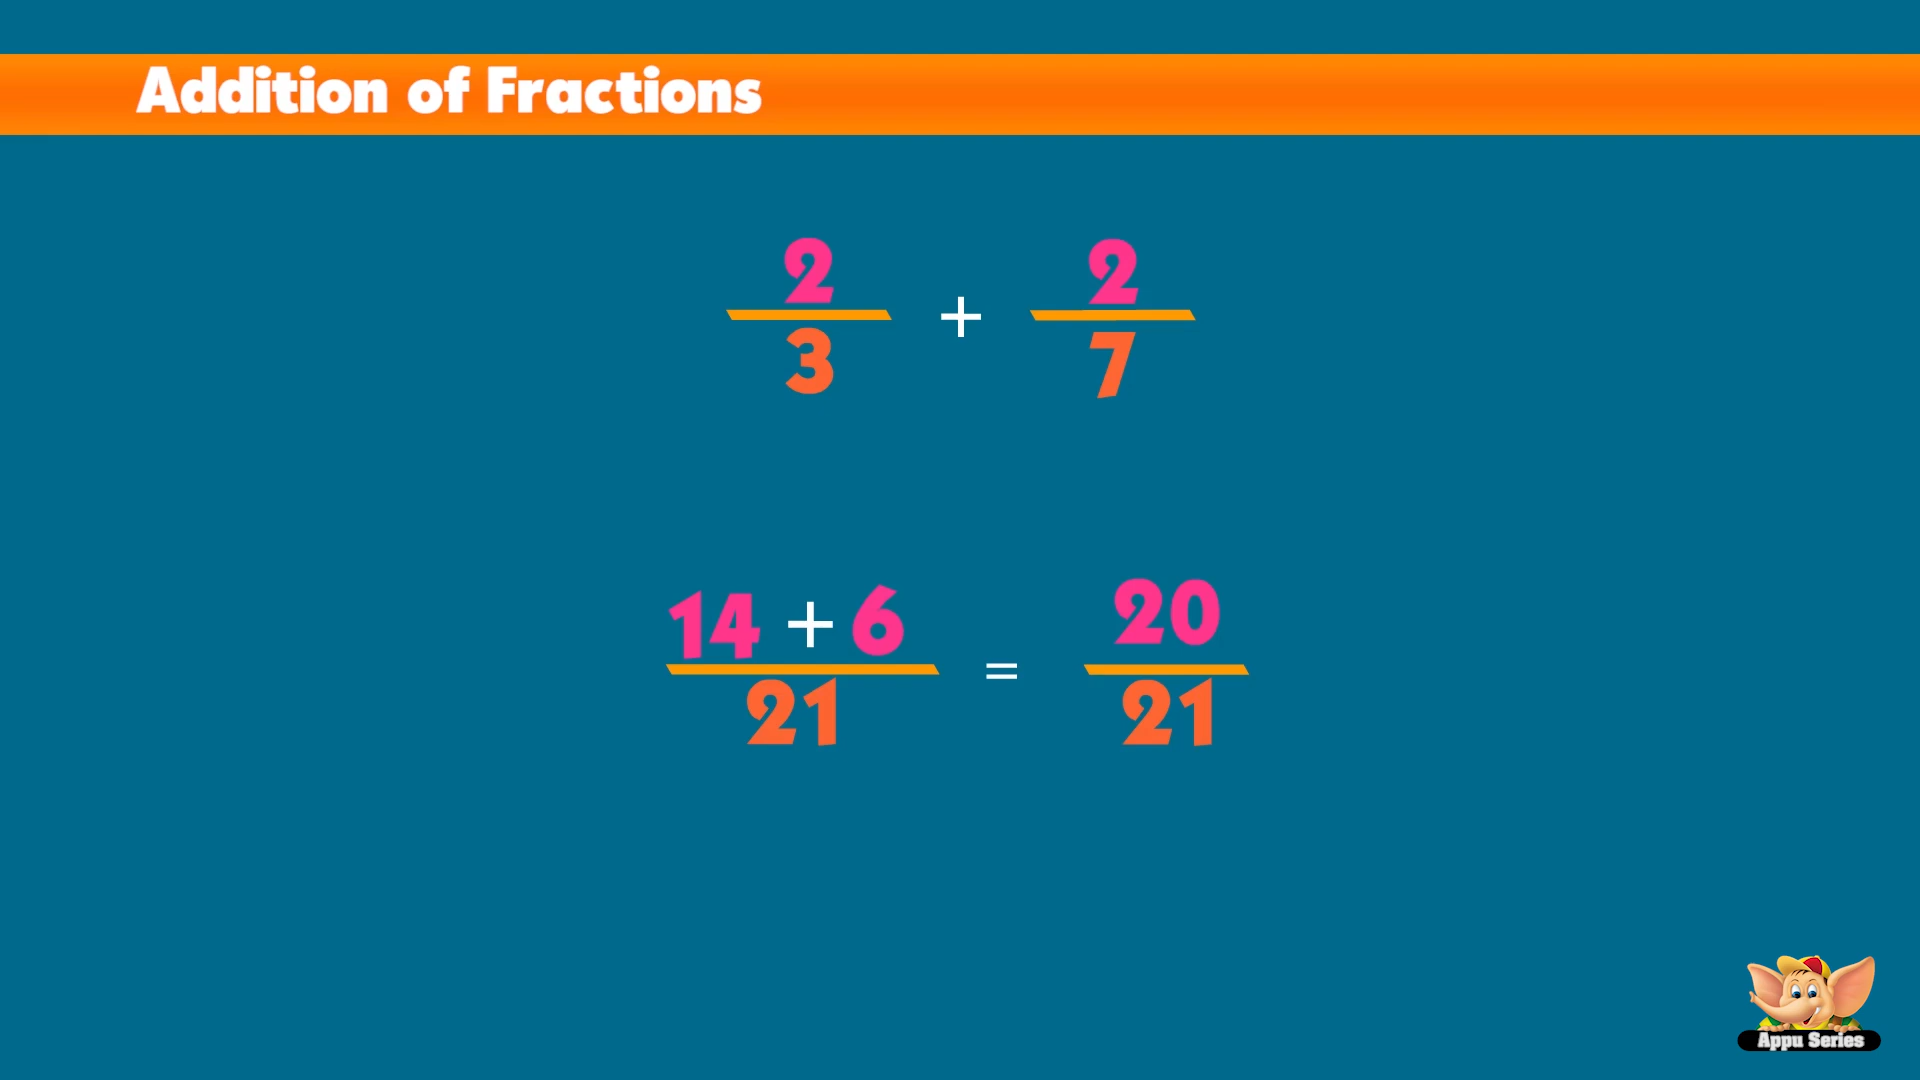 Addition of Fractions
2 2
+
3 7
14 + 6 20
=
21 21
Appu Series